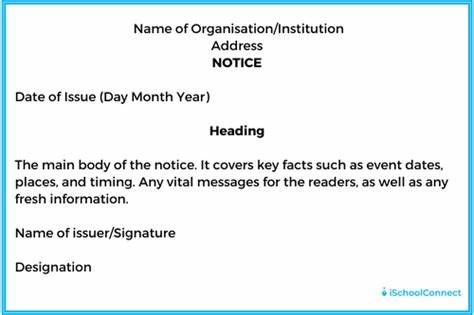 Name of Organisation/Institution
Address
NOTICE
Date of Issue (Day Month Year)
Heading
The main body of the notice. It covers key facts such as event dates,
places, and timing. Any vital messages for the readers, as well as any
fresh information.
Name of issuer/Signature
Designation
iSchoolConnect